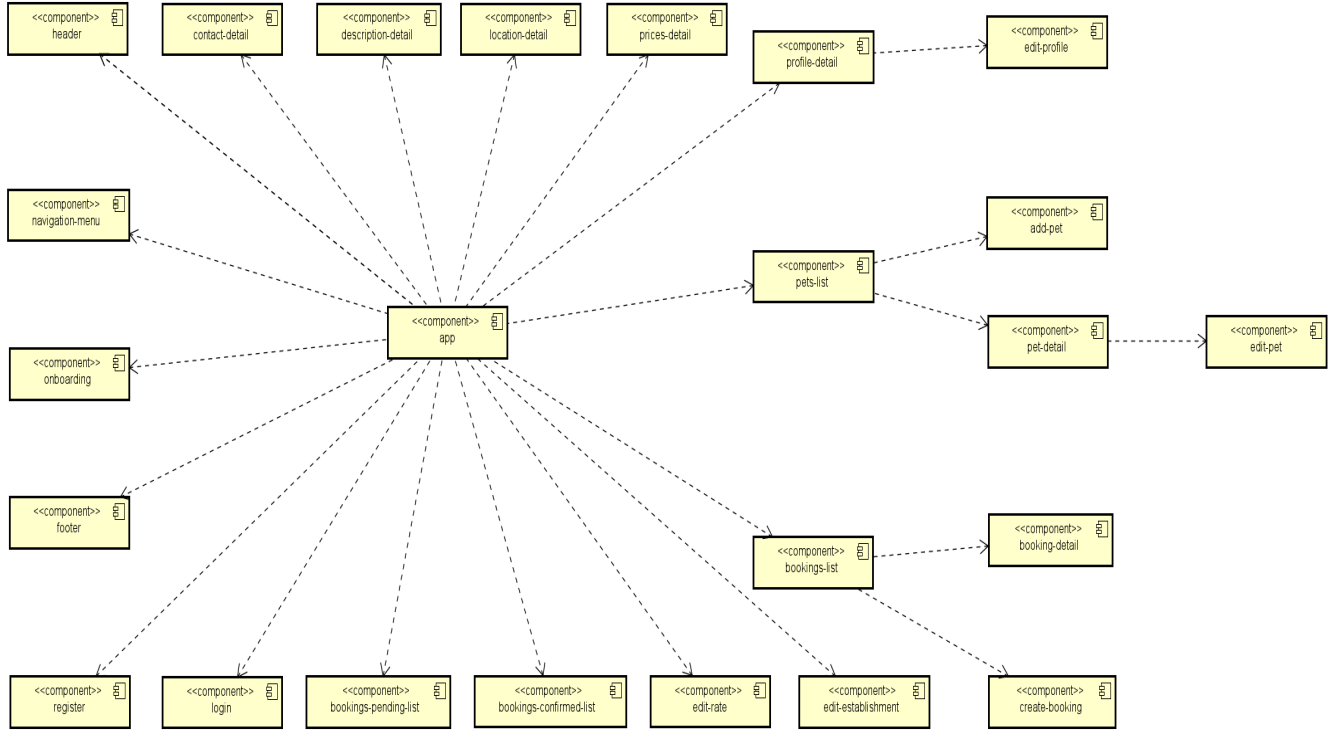 <<component>>
header
<<component>>
contact-detail
<<component>>
description-detail
<<component>>
location-detail
<<component>>
prices-detail
<<component>>
profile-detail
<<component>>
edit-profile
<<component>>
navigation-menu
<<component>>
add-pet
<<component>>
pets-list
<<component>>
app
<<component>>
pet-detail
<<component>>
edit-pet
<<component>>
onboarding
<<component>>
footer
<<component>>
booking-detail
<<component>>
bookings-list
<<component>>
register
<<component>>
login
<<component>>
bookings-pending-list
<<component>>
bookings-confirmed-list
<<component>>
edit-rate
<<component>>
edit-establishment
<<component>>
create-booking